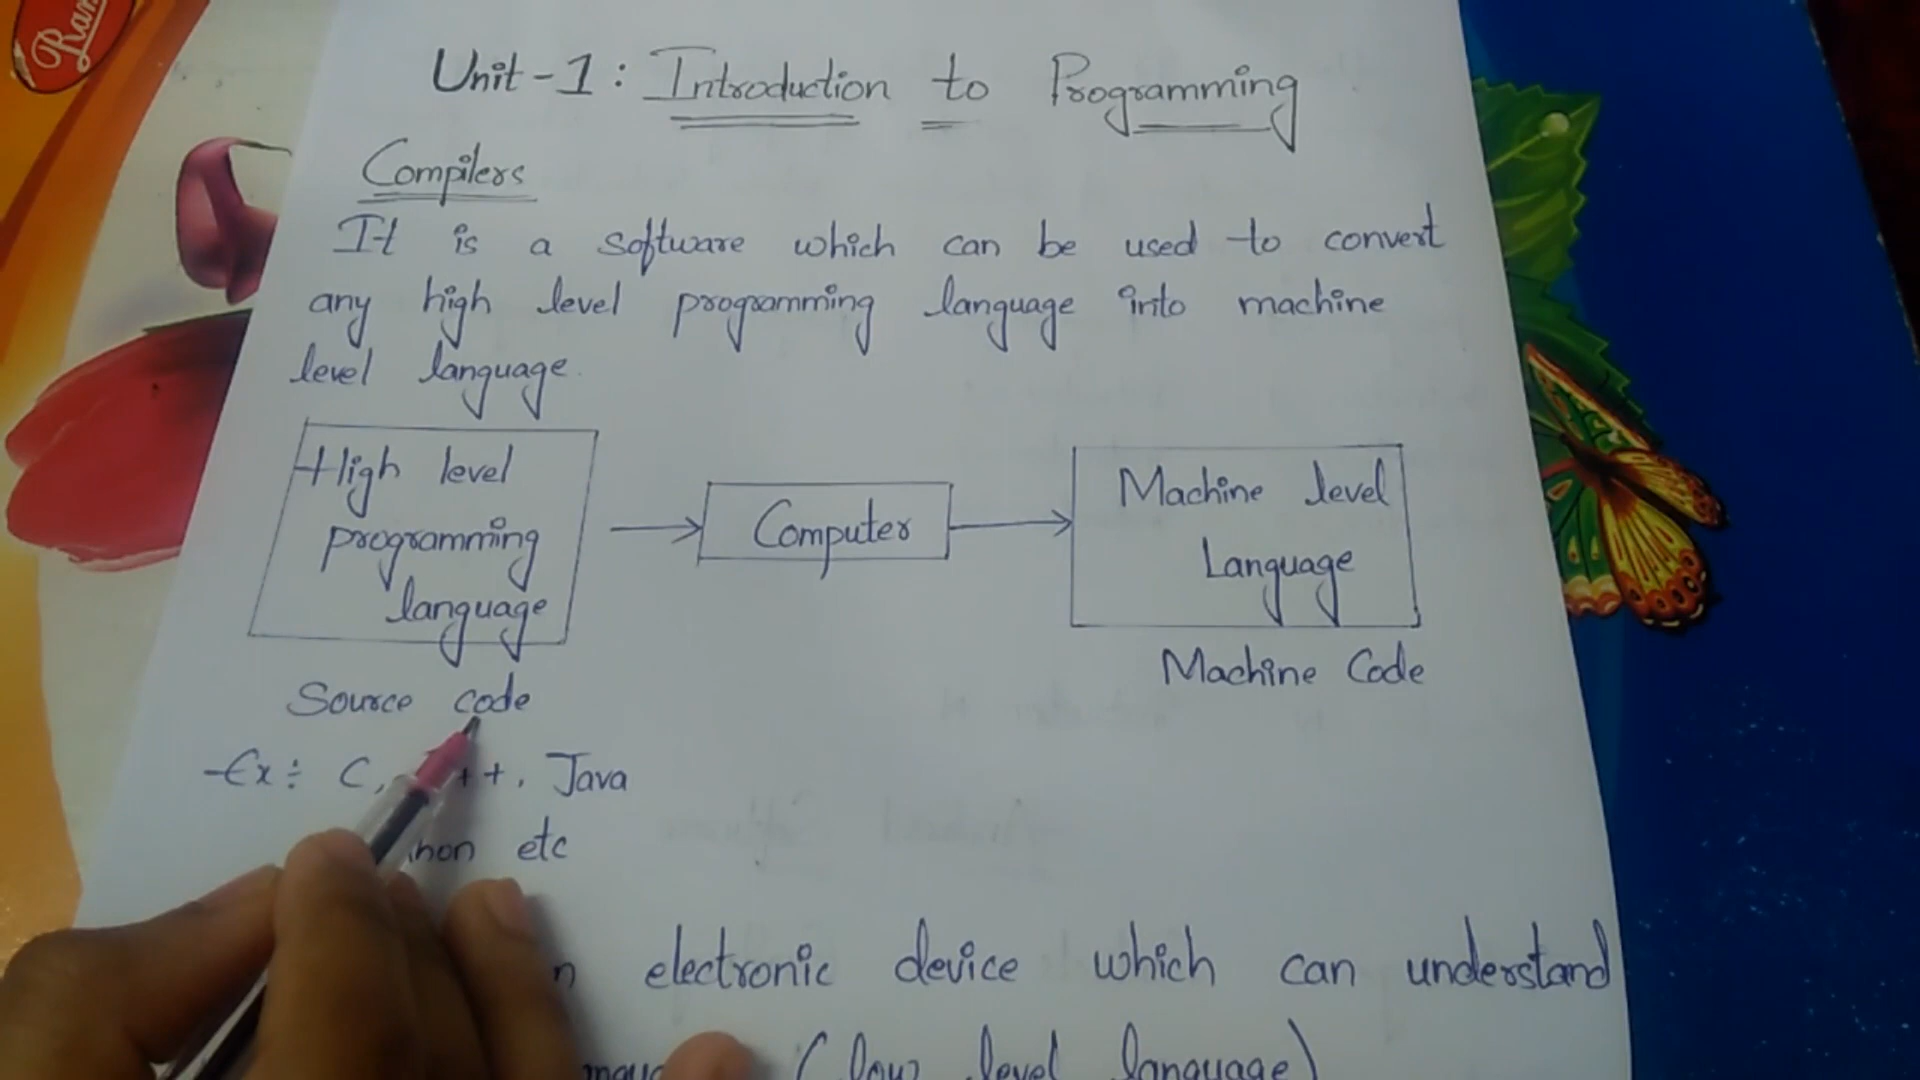 Ram
Unit-1: Introduction to Programming
Compilers
It is a software which can be used to convert
any high level programming language into machine
level language.
High level
programming
language
Computer
Machine level
Language
Source code
Machine Code
Ex: C, ++, Java
etc
electronic device which can understand
(low level language)